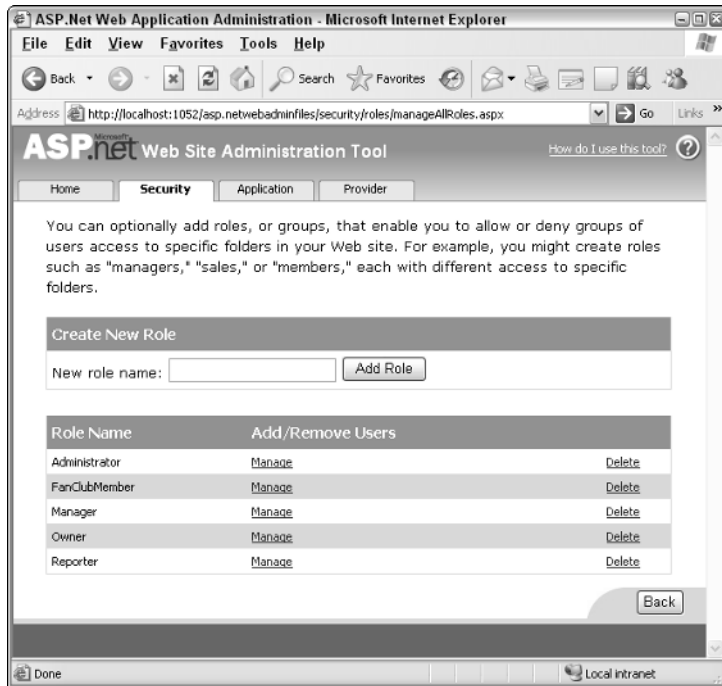 ASP.Net Web Application Administration - Microsoft Internet Explorer
File Edit View Favorites Tools Help
Back Search Favorites
Address http://localhost:1052/asp.netwebadminfiles/security/roles/manageAllRoles.aspx Go Links »
Microsoft
ASP.net Web Site Administration Tool How do I use this tool? ?
Home Security Application Provider
You can optionally add roles, or groups, that enable you to allow or deny groups of
users access to specific folders in your Web site. For example, you might create roles
such as "managers," "sales," or "members," each with different access to specific
folders.
Create New Role
New role name: Add Role
Role Name Add/Remove Users
Administrator Manage Delete
FanClubMember Manage Delete
Manager Manage Delete
Owner Manage Delete
Reporter Manage Delete
Back
Done Local intranet